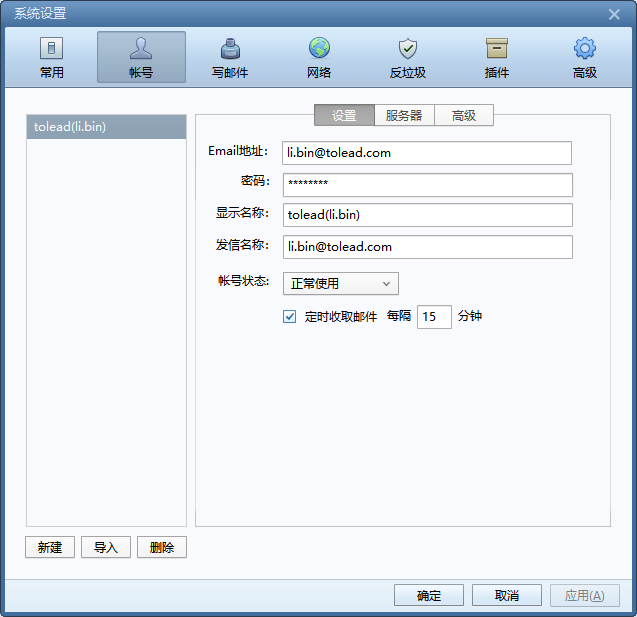 系统设置
常用 帐号 写邮件 网络 反垃圾 插件 高级
tolead(li.bin)
设置 服务器 高级
Email地址: li.bin@tolead.com
密码: ********
显示名称: tolead(li.bin)
发信名称: li.bin@tolead.com
帐号状态: 正常使用
定时收取邮件 每隔 15 分钟
新建 导入 删除
确定 取消 应用(A)